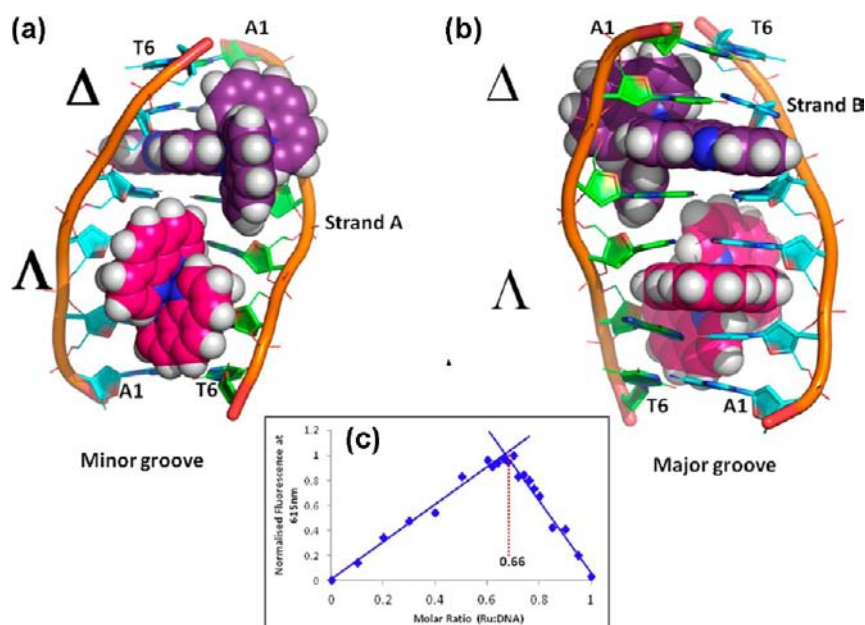 (a)
T6
A1
Δ
Strand A
Λ
A1
T6
Minor groove
(b)
A1
T6
Δ
Strand B
Λ
T6
A1
Major groove
(c)
Normalised Fluorescence at
615nm
1.2
1
0.8
0.6
0.4
0.2
0
0.66
0
0.2
0.4
0.6
0.8
1
Molar Ratio (Ru:DNA)